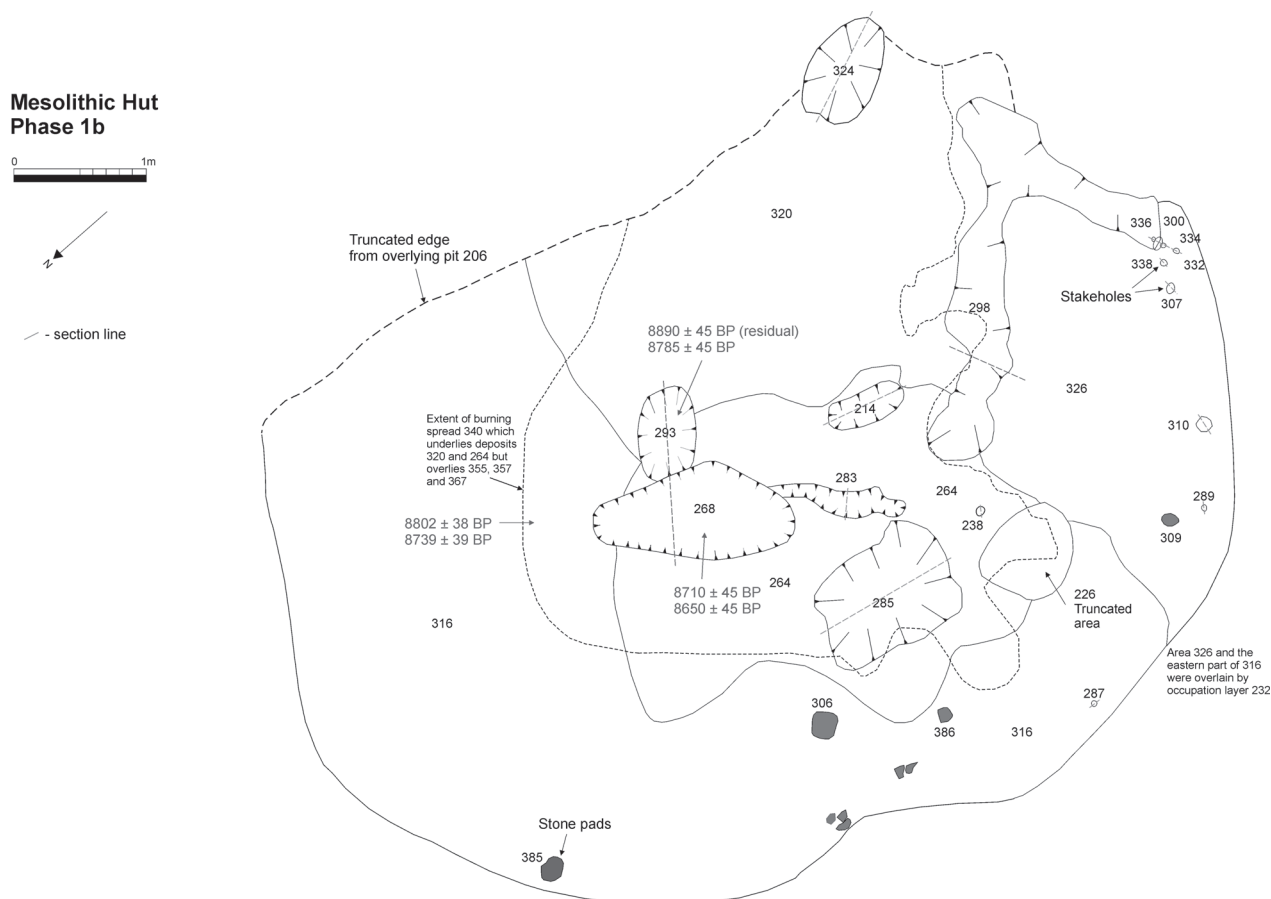 Mesolithic Hut
Phase 1b
0 1m
N
- section line
324
320
Truncated edge
from overlying pit 206
336 300
334
338 332
Stakeholes
307
298
8890 ± 45 BP (residual)
8785 ± 45 BP
326
214
310
293
Extent of burning
spread 340 which
underlies deposits
320 and 264 but
overlies 355, 357
and 367
283
264
289
268
238
309
8802 ± 38 BP
8739 ± 39 BP
264
8710 ± 45 BP
8650 ± 45 BP
285
226
Truncated
area
316
Area 326 and the
eastern part of 316
were overlain by
occupation layer 232
287
306
386
316
Stone pads
385